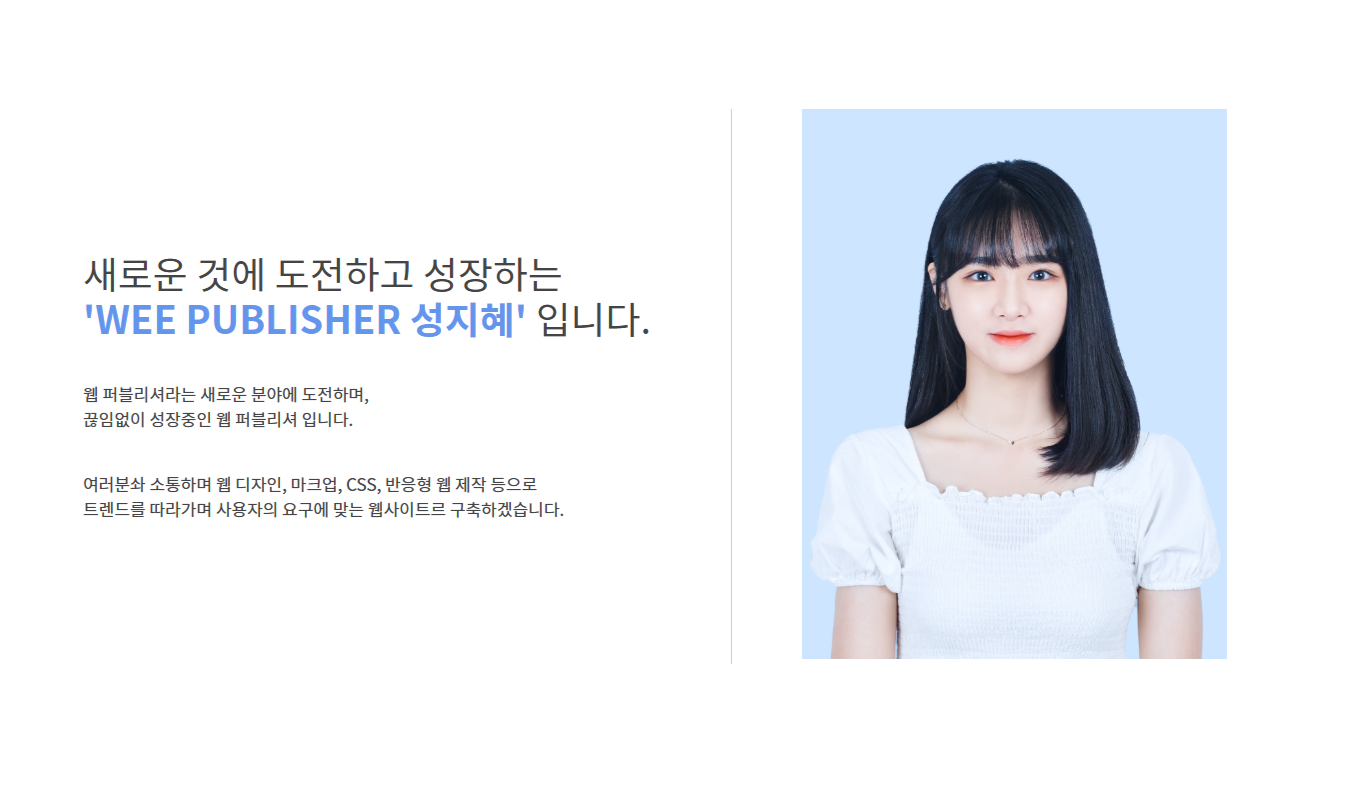 새로운 것에 도전하고 성장하는
'WEE PUBLISHER 성지혜' 입니다.
웹 퍼블리셔라는 새로운 분야에 도전하며,
끊임없이 성장중인 웹 퍼블리셔 입니다.
여러분솨 소통하며 웹 디자인, 마크업, CSS, 반응형 웹 제작 등으로
트렌드를 따라가며 사용자의 요구에 맞는 웹사이트르 구축하겠습니다.